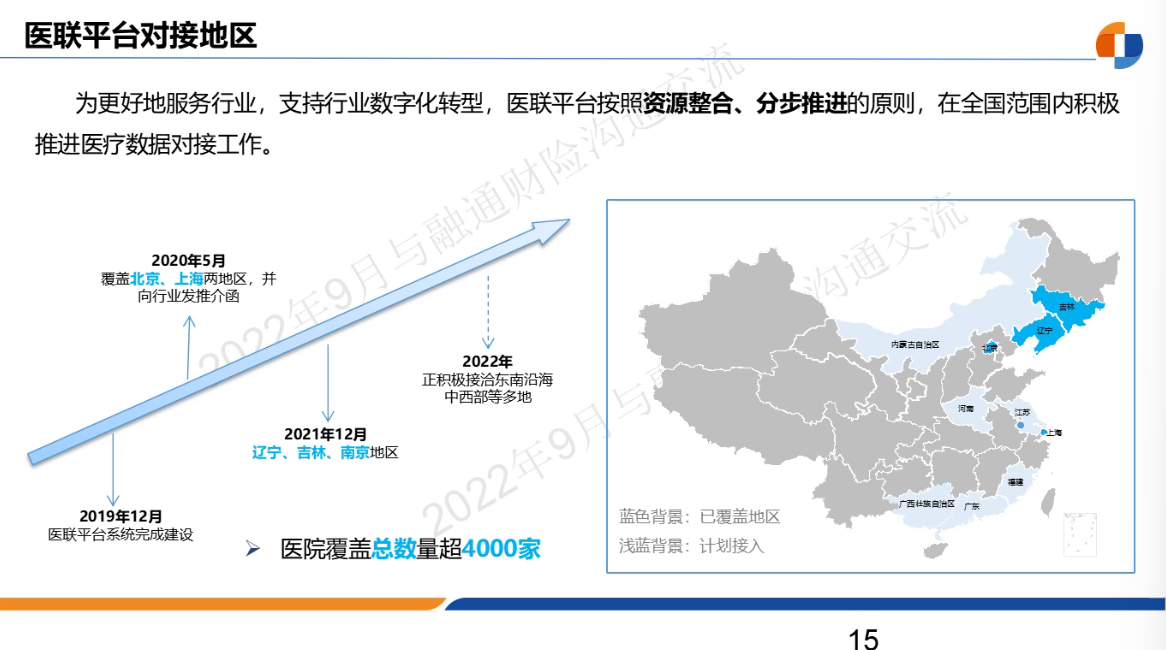 医联平台对接地区
为更好地服务行业，支持行业数字化转型，医联平台按照资源整合、分步推进的原则，在全国范围内积极
推进医疗数据对接工作。
2020年5月
覆盖北京、上海两地区，并
向行业发推介函
2022年
正积极接洽东南沿海
中西部等多地
2021年12月
辽宁、吉林、南京地区
2019年12月
医联平台系统完成建设
➢ 医院覆盖总数量超4000家
吉林
辽宁
内蒙古自治区
北京
河南
江苏
上海
福建
广西壮族自治区
广东
蓝色背景：已覆盖地区
浅蓝背景：计划接入
2022年9月与融通财险沟通交流
2022年9月与融
沟通交流
15